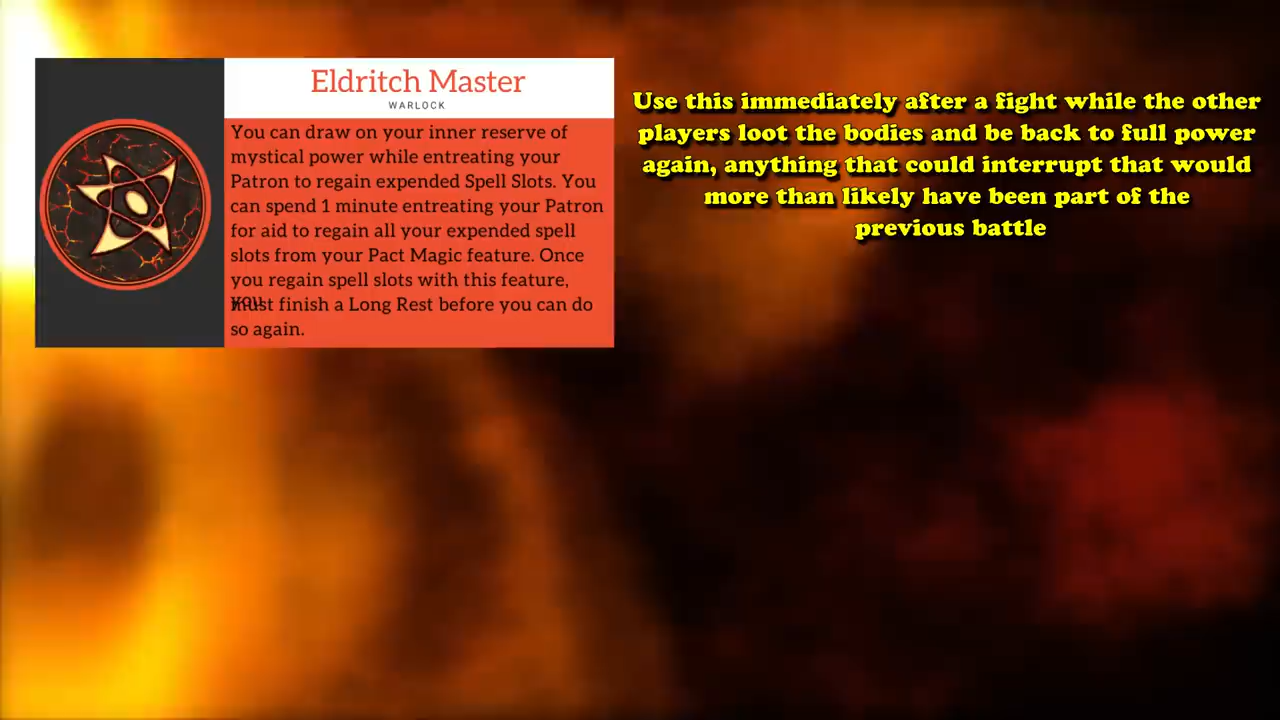 Eldritch Master
WARLOCK
You can draw on your inner reserve of
mystical power while entreating your
Patron to regain expended Spell Slots. You
can spend 1 minute entreating your Patron
for aid to regain all your expended spell
slots from your Pact Magic feature. Once
you regain spell slots with this feature,
you
must finish a Long Rest before you can do
so again.
Use this immediately after a fight while the other
players loot the bodies and be back to full power
again, anything that could interrupt that would
more than likely have been part of the
previous battle